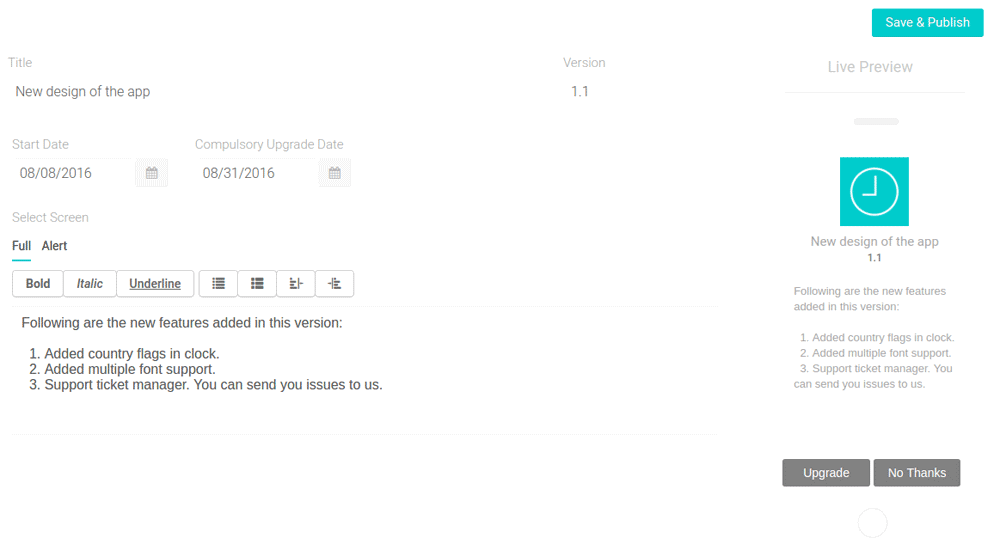 Save & Publish
Title
Version
Live Preview
New design of the app
1.1
Start Date
Compulsory Upgrade Date
08/08/2016
08/31/2016
Select Screen
Full
Alert
Bold
Italic
Underline
Following are the new features added in this version:
1. Added country flags in clock.
2. Added multiple font support.
3. Support ticket manager. You can send you issues to us.
New design of the app
1.1
Following are the new features
added in this version:
1. Added country flags in clock.
2. Added multiple font support.
3. Support ticket manager. You
can send you issues to us.
Upgrade
No Thanks